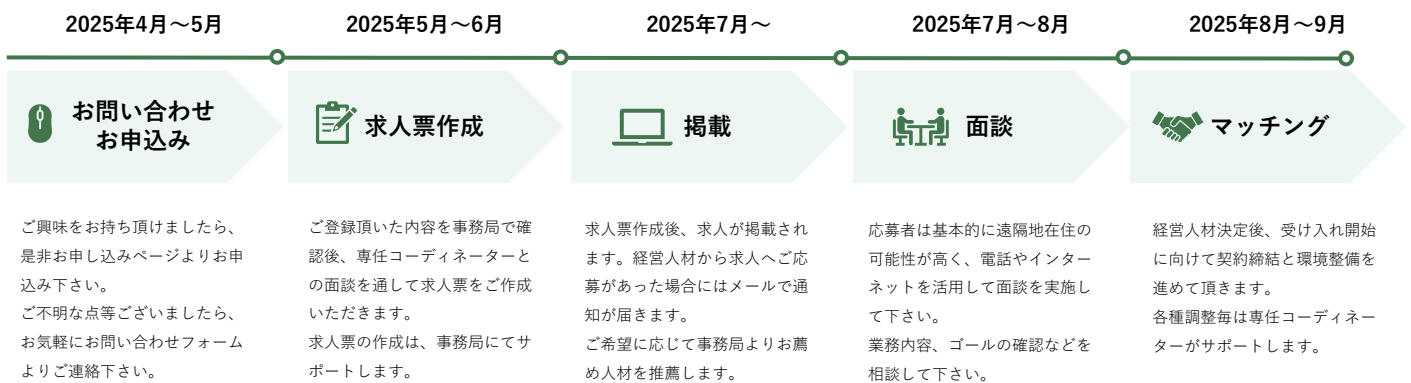 2025年4月～5月
お問い合わせ
お申込み
ご興味をお持ち頂けましたら、
是非お申し込みページよりお申
込み下さい。
ご不明な点等ございましたら、
お気軽にお問い合わせフォーム
よりご連絡下さい。
2025年5月～6月
求人票作成
ご登録頂いた内容を事務局で確
認後、専任コーディネーターと
の面談を通して求人票をご作成
いただきます。
求人票の作成は、事務局にてサ
ポートします。
2025年7月～
掲載
求人票作成後、求人が掲載され
ます。経営人材から求人へご応
募があった場合にはメールで通
知が届きます。
ご希望に応じて事務局よりお薦
め人材を推薦します。
2025年7月～8月
面談
応募者は基本的に遠隔地在住の
可能性が高く、電話やインター
ネットを活用して面談を実施し
て下さい。
業務内容、ゴールの確認などを
相談して下さい。
2025年8月～9月
マッチング
経営人材決定後、受け入れ開始
に向けて契約締結と環境整備を
進めて頂きます。
各種調整毎は専任コーディネー
ターがサポートします。